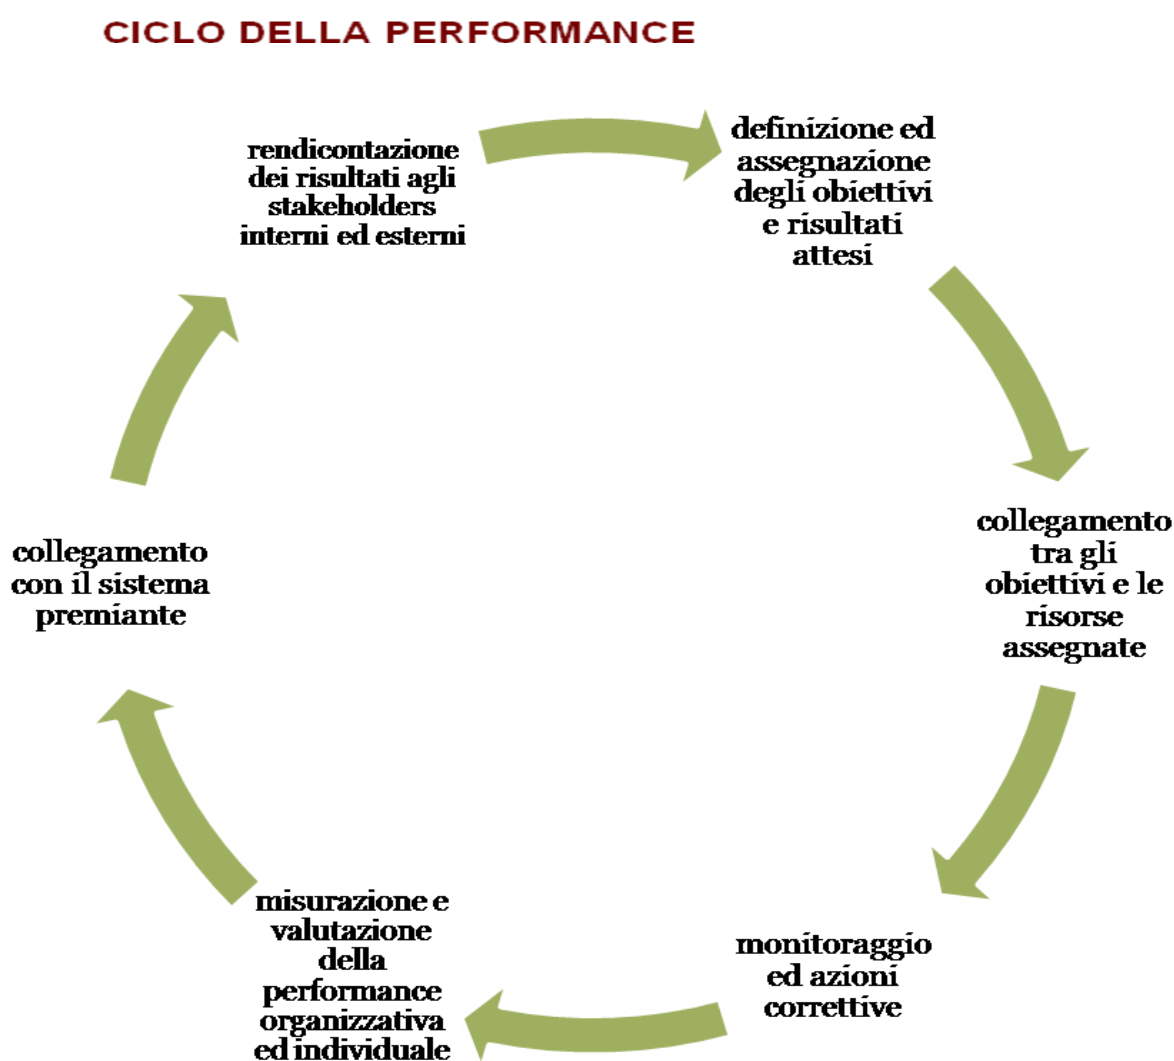 CICLO DELLA PERFORMANCE
definizione ed
assegnazione
degli obiettivi
e risultati
attesi
collegamento
tra gli
obiettivi e le
risorse
assegnate
monitoraggio
ed azioni
correttive
misurazione e
valutazione
della
performance
organizzativa
ed individuale
collegamento
con il sistema
premiante
rendicontazione
dei risultati agli
stakeholders
interni ed esterni